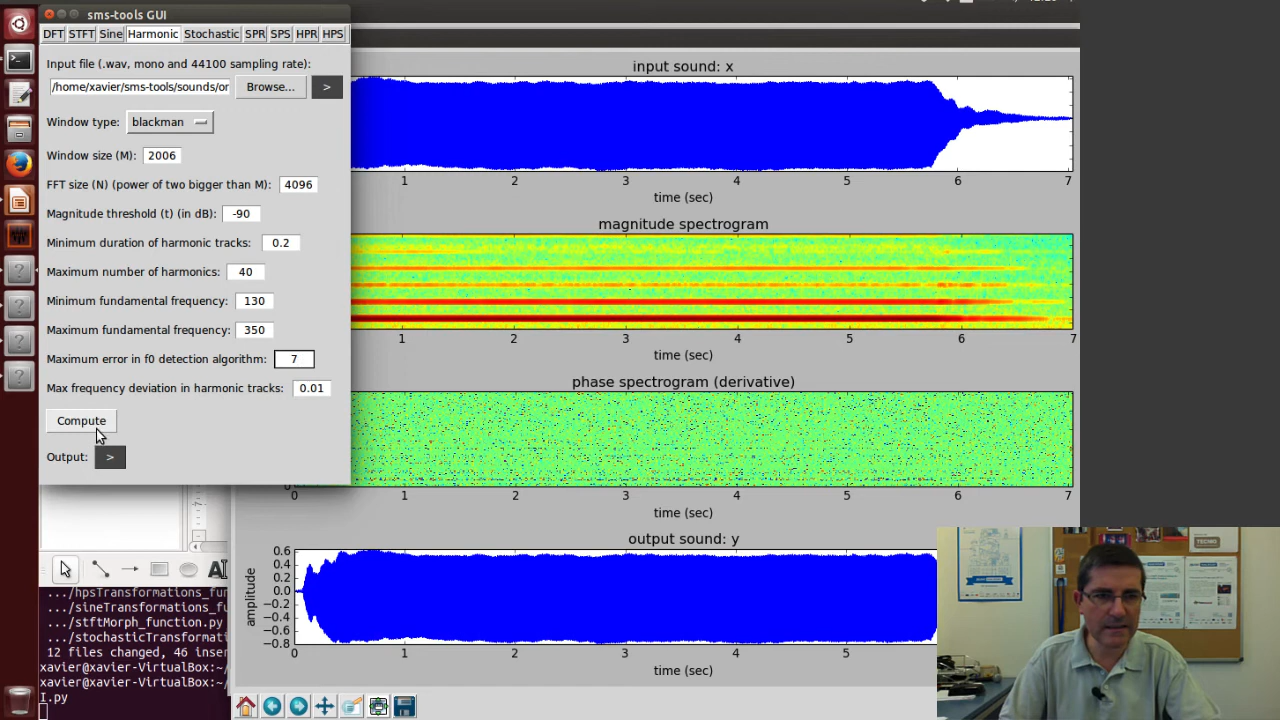 sms-tools GUI
DFT STFT Sine Harmonic Stochastic SPR SPS HPR HPS
Input file (.wav, mono and 44100 sampling rate):
/home/xavier/sms-tools/sounds/or Browse... >
Window type: blackman
Window size (M): 2006
FFT size (N) (power of two bigger than M): 4096
Magnitude threshold (t) (in dB): -90
Minimum duration of harmonic tracks: 0.2
Maximum number of harmonics: 40
Minimum fundamental frequency: 130
Maximum fundamental frequency: 350
Maximum error in f0 detection algorithm: 7
Max frequency deviation in harmonic tracks: 0.01
Compute
Output: >
input sound: x
1 2 3 4 5 6 7
time (sec)
magnitude spectrogram
1 2 3 4 5 6 7
time (sec)
phase spectrogram (derivative)
0
0 1 2 3 4 5 6 7
time (sec)
output sound: y
amplitude
0.6
0.4
0.2
0.0
−0.2
−0.4
−0.6
−0.8
0 1 2 3 4 5
time (sec)
.../hpsTransformations_fu
.../sineTransformations_fu
.../stftMorph_function.py
.../stochasticTransformati
12 files changed, 46 inser
xavier@xavier-VirtualBox:~/
xavier@xavier-VirtualBox:~/
I.py